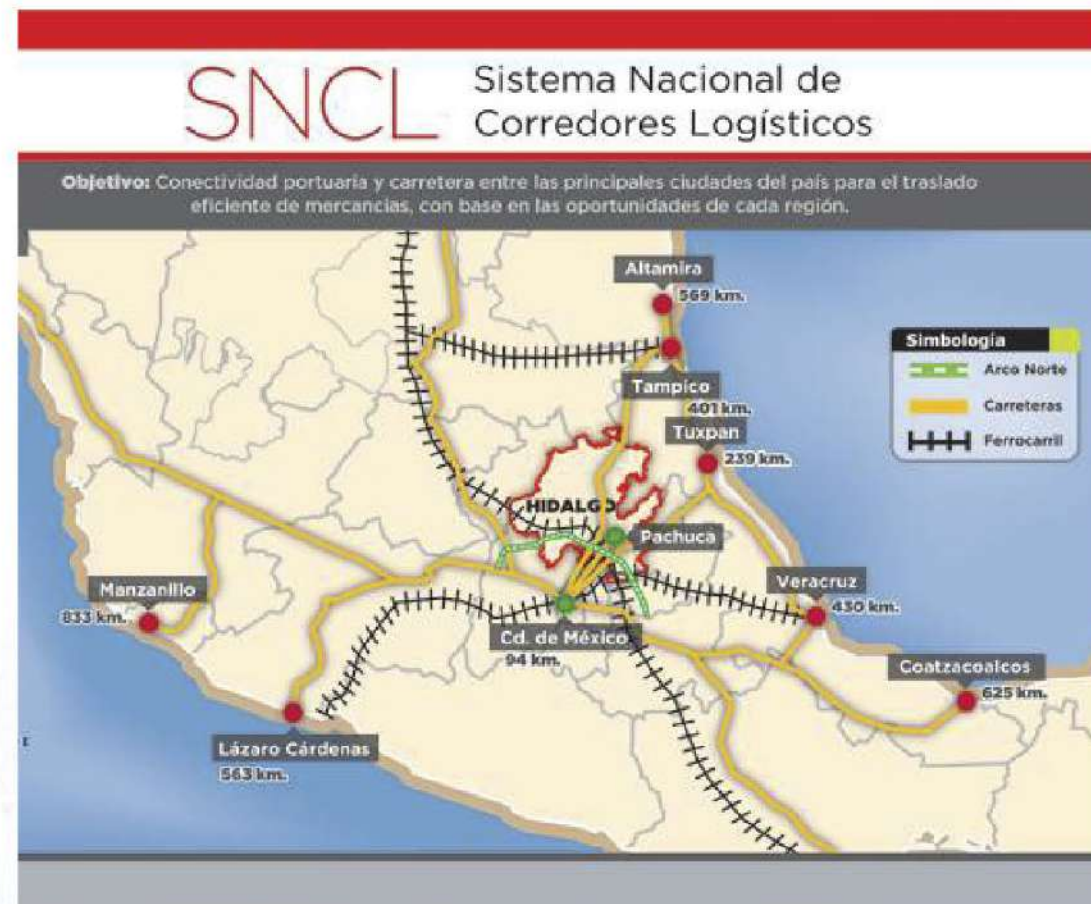 SNCL
Sistema Nacional de
Corredores Logísticos
Objetivo: Conectividad portuaria y carretera entre las principales ciudades del país para el traslado
eficiente de mercancias, con base en las oportunidades de cada región.
Altamira
569 km.
Simbología
Arco Norte
Carreteras
Ferrocarril
Tampico
401 km.
Tuxpan
239 km.
HIDALGO
Pachuca
Manzanillo
833 km.
Veracruz
430 km.
Cd. de México
94 km.
Coatzacoalcos
625 km.
Lázaro Cárdenas
563 km.